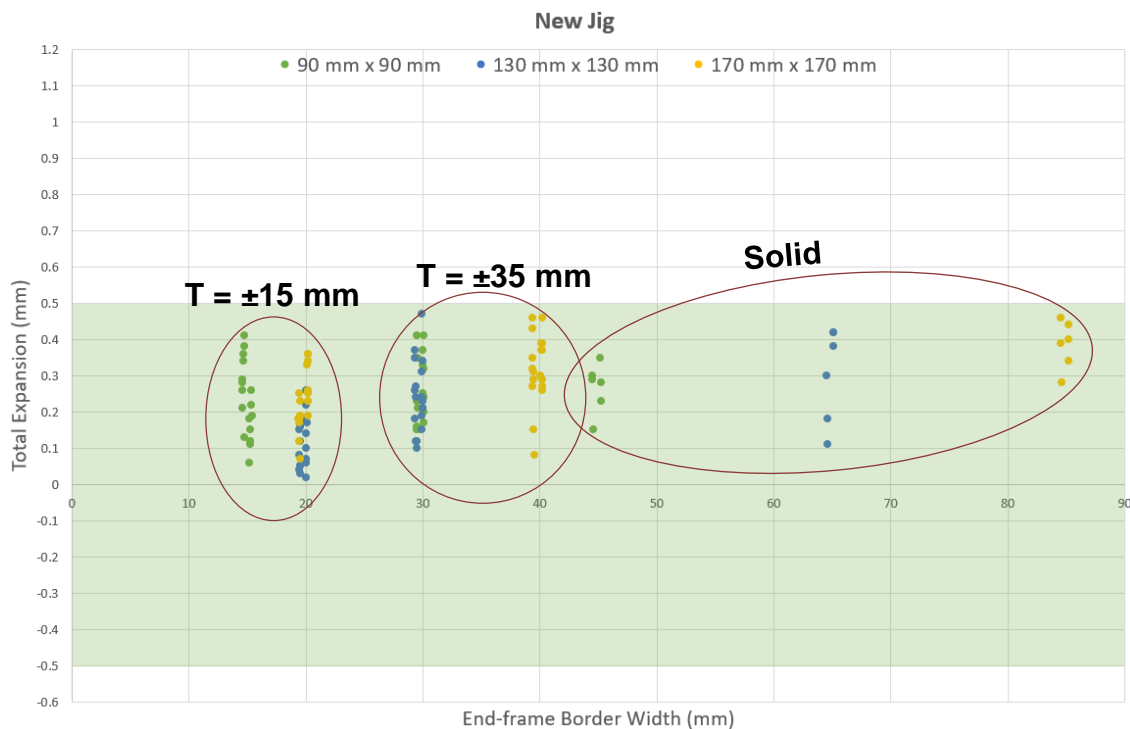 New Jig
90 mm x 90 mm
130 mm x 130 mm
170 mm x 170 mm
1.2
1.1
1
0.9
0.8
0.7
0.6
0.5
0.4
0.3
0.2
0.1
0
-0.1
-0.2
-0.3
-0.4
-0.5
-0.6
Total Expansion (mm)
T = ±15 mm
T = ±35 mm
Solid
0 10 20 30 40 50 60 70 80 90
End-frame Border Width (mm)